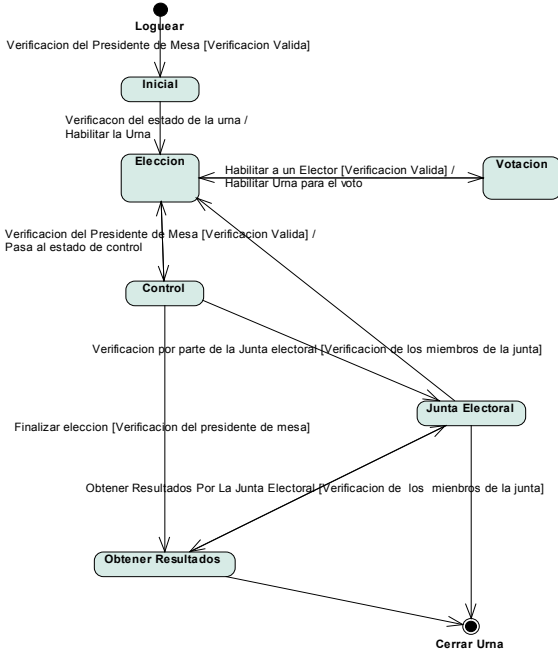 Loguear
Verificacion del Presidente de Mesa [Verificacion Valida]
Inicial
Verificacon del estado de la urna /
Habilitar la Urna
Eleccion
Votacion
Habilitar a un Elector [Verificacion Valida] /
Habilitar Urna para el voto
Verificacion del Presidente de Mesa [Verificacion Valida] /
Pasa al estado de control
Control
Verificacion por parte de la Junta electoral [Verificacion de los miembros de la junta]
Junta Electoral
Finalizar eleccion [Verificacion del presidente de mesa]
Obtener Resultados Por La Junta Electoral [Verificacion de los mienbros de la junta]
Obtener Resultados
Cerrar Urna